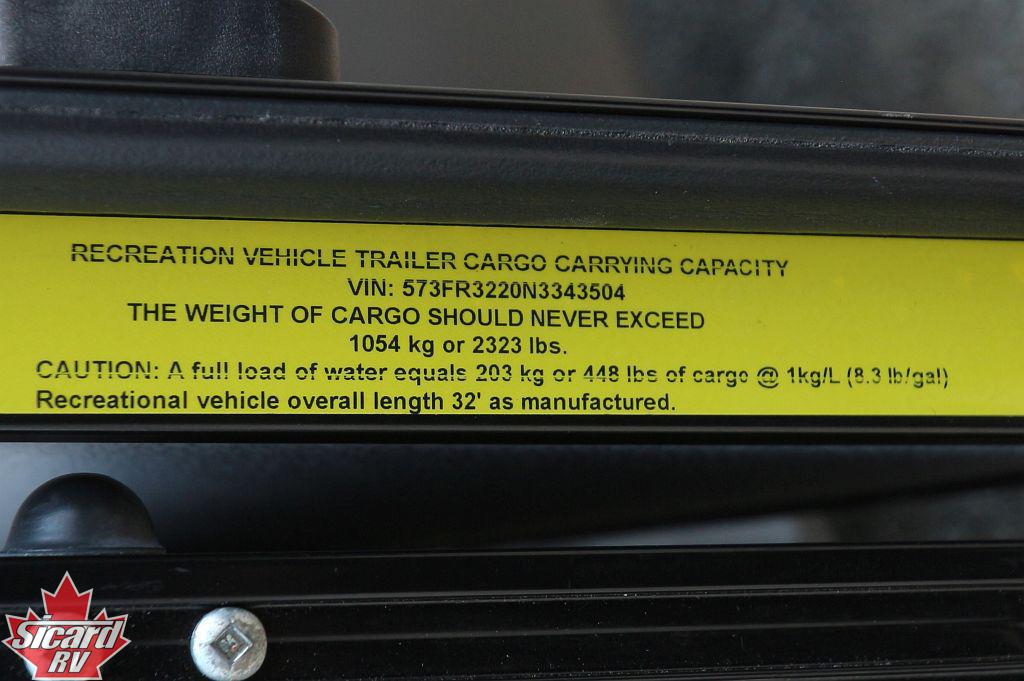 RECREATION VEHICLE TRAILER CARGO CARRYING CAPACITY
VIN: 573FR3220N3343504
THE WEIGHT OF CARGO SHOULD NEVER EXCEED
1054 kg or 2323 lbs.
CAUTION: A full load of water equals 203 kg or 448 lbs of cargo @ 1kg/L (8.3 lb/gal)
Recreational vehicle overall length 32' as manufactured.
Sicard
RV